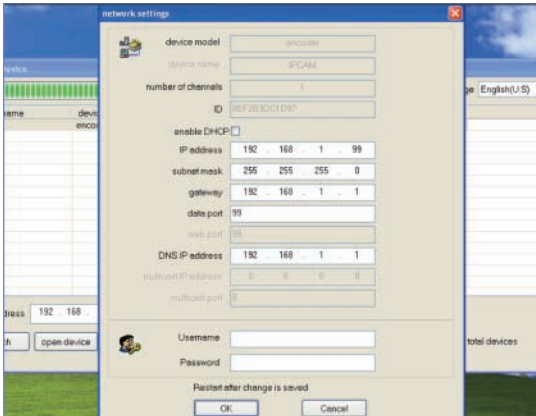 network settings
device model encoder
device name IPCAM
number of channels 1
ID
enable DHCP
IP address 192 . 168 . 1 . 99
subnet mask 255 . 255 . 255 . 0
gateway 192 . 168 . 1 . 1
data port 99
web port 99
DNS IP address 192 . 168 . 1 . 1
multicast IP address 0 . 0 . 0 . 0
multicast port 0
Username
Password
Restart after change is saved
OK Cancel
English(U.S)
192 . 168 .
open device
total devices